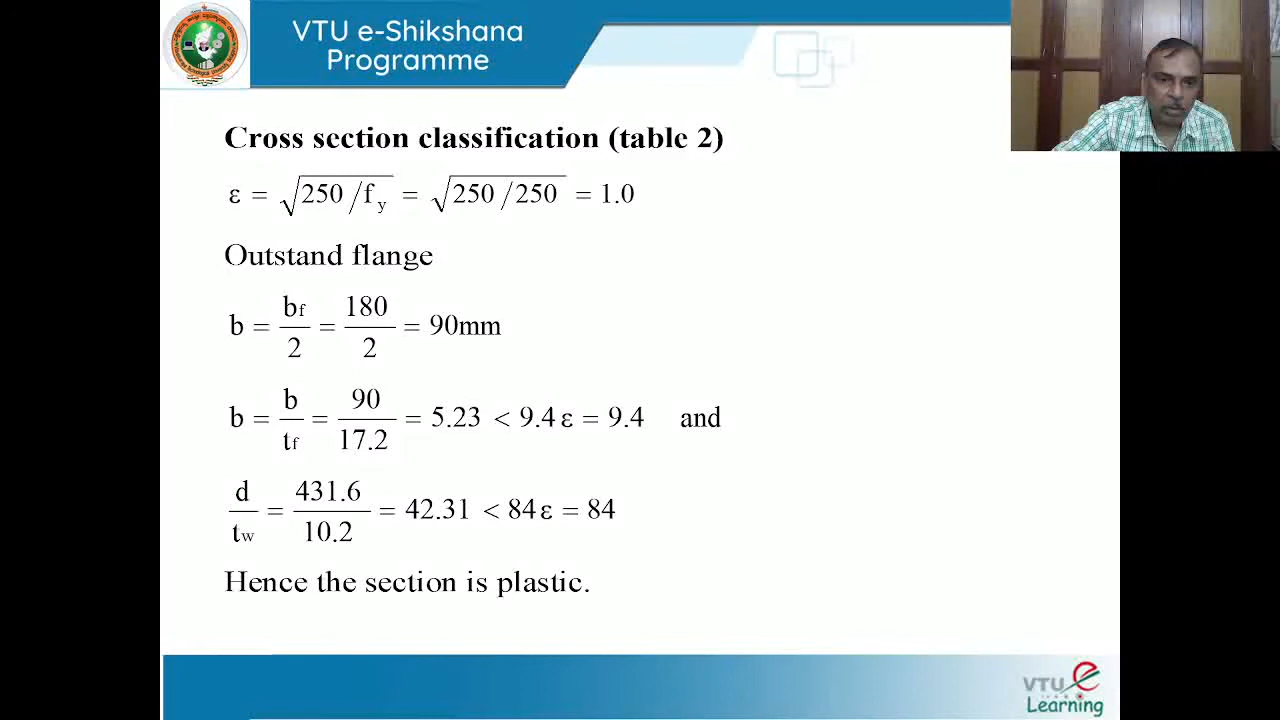 VTU e-Shikshana
Programme
Cross section classification (table 2)
ε = √250/fy = √250/250 = 1.0
Outstand flange
b = bf/2 = 180/2 = 90mm
b = b/tf = 90/17.2 = 5.23 < 9.4 ε = 9.4 and
d/tw = 431.6/10.2 = 42.31 < 84 ε = 84
Hence the section is plastic.
VTU e
Learning